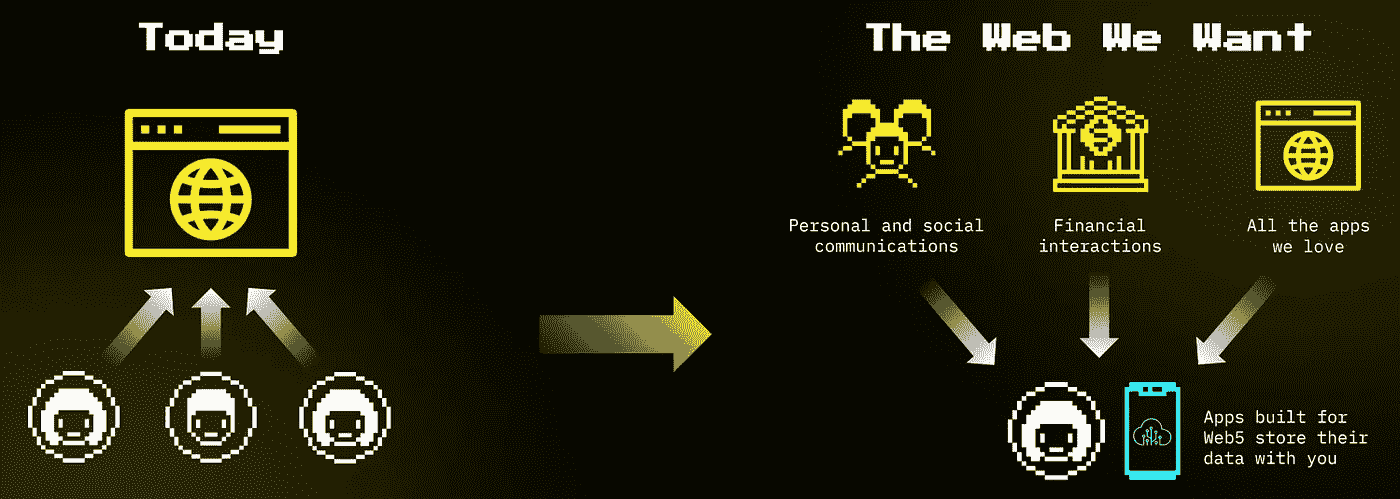 Today
The Web We Want
Personal and social
communications
Financial
interactions
All the apps
we love
Apps built for
Web5 store their
data with you